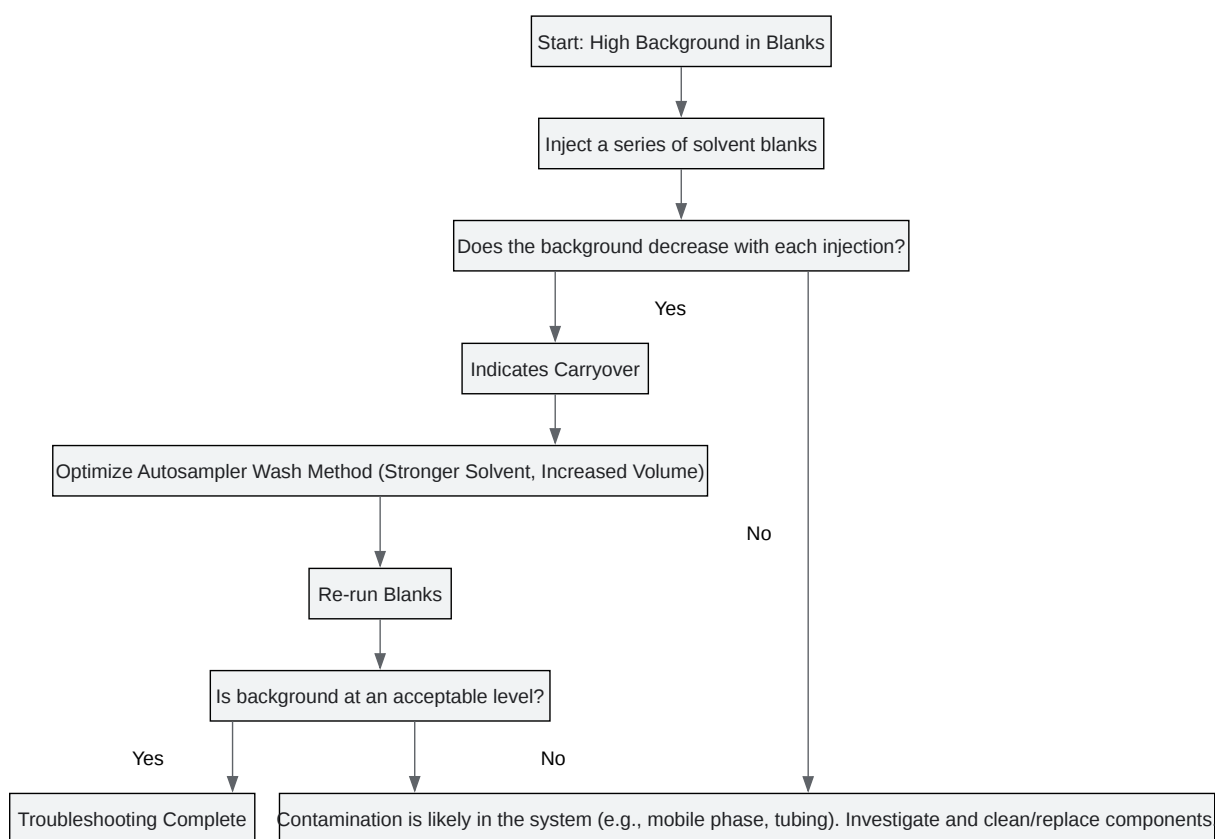 Start: High Background in Blanks
Inject a series of solvent blanks
Does the background decrease with each injection?
Yes
Indicates Carryover
Optimize Autosampler Wash Method (Stronger Solvent, Increased Volume)
No
Re-run Blanks
Is background at an acceptable level?
Yes
No
Troubleshooting Complete
Contamination is likely in the system (e.g., mobile phase, tubing). Investigate and clean/replace components.